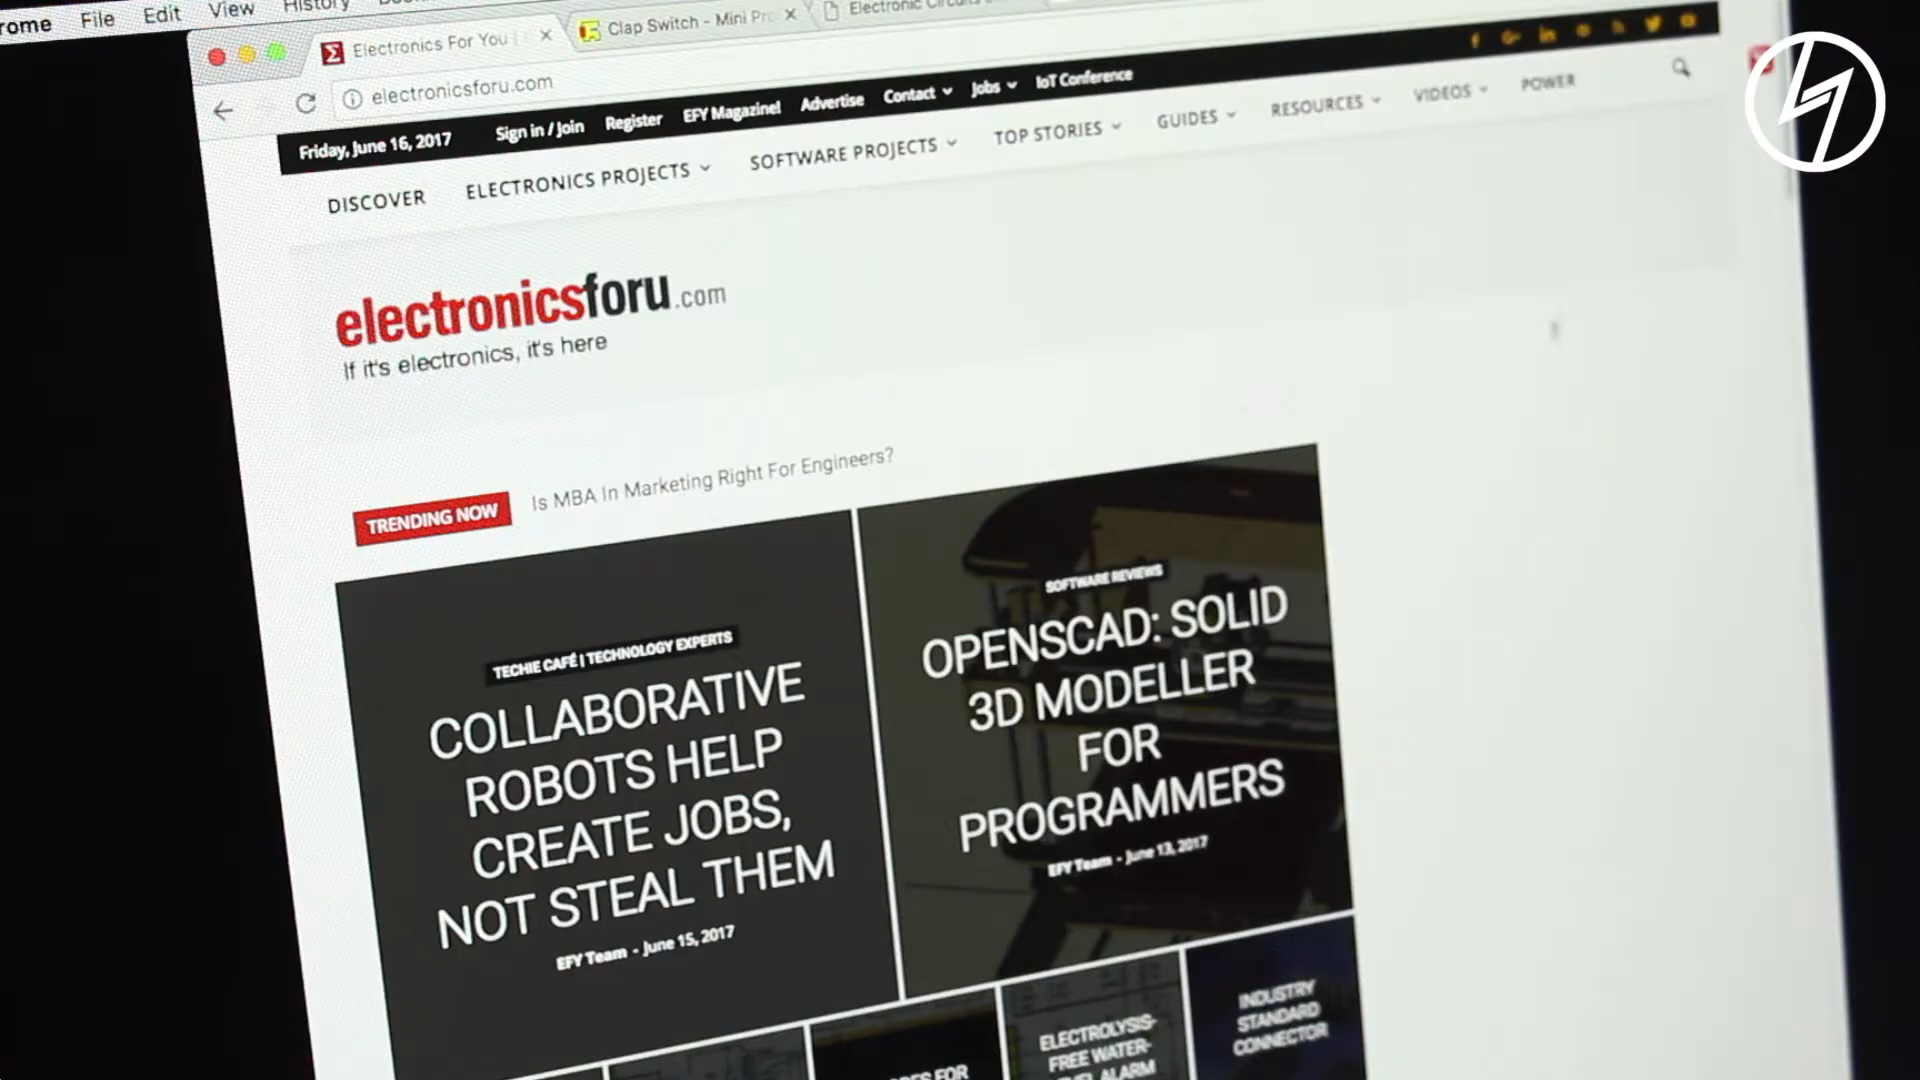 File Edit View History
Electronics For You
Clap Switch - Mini Pr
electronicsforu.com
Friday, June 16, 2017 Sign in / Join Register EFY Magazine! Advertise Contact Jobs IoT Conference
DISCOVER ELECTRONICS PROJECTS SOFTWARE PROJECTS TOP STORIES GUIDES RESOURCES VIDEOS POWER
electronicsforu.com
If it's electronics, it's here
TRENDING NOW Is MBA In Marketing Right For Engineers?
TECHIE CAFÉ | TECHNOLOGY EXPERTS
COLLABORATIVE
ROBOTS HELP
CREATE JOBS,
NOT STEAL THEM
EFY Team - June 15, 2017
SOFTWARE REVIEWS
OPENSCAD: SOLID
3D MODELLER
FOR
PROGRAMMERS
EFY Team - June 13, 2017
FOR
ELECTROLYSIS-
FREE WATER-
ALARM
INDUSTRY
STANDARD
CONNECTOR